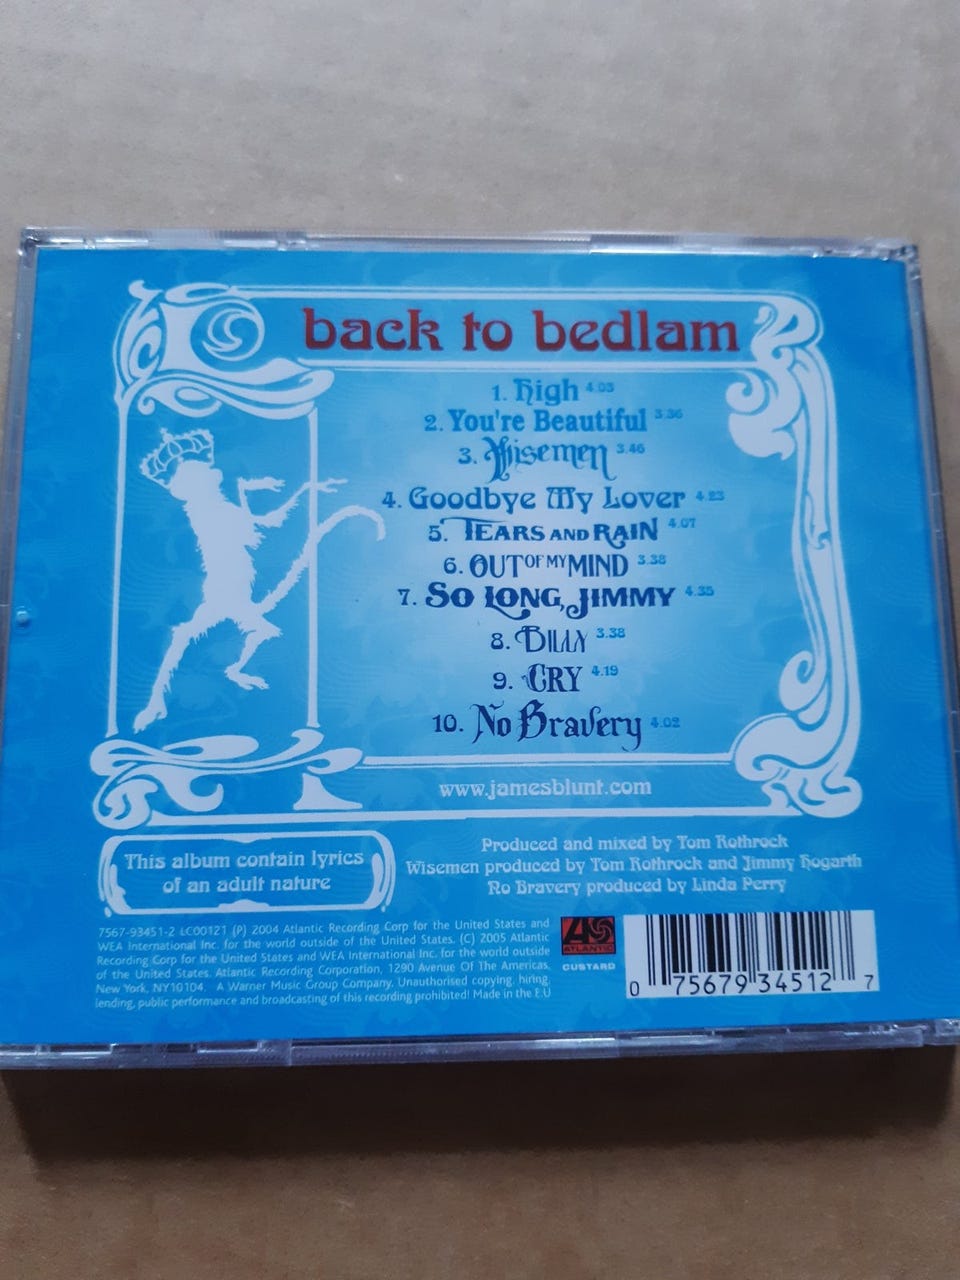 back to bedlam
1. High 4.03
2. You're Beautiful 3.36
3. Wisemen 3.46
4. Goodbye My Lover 4.23
5. TEARS AND RAIN 4.07
6. OUT OF MY MIND 3.38
7. SO LONG, JIMMY 4.35
8. BILLY 3.38
9. CRY 4.19
10. No Bravery 4.02
www.jamesblunt.com
This album contain lyrics
of an adult nature
Produced and mixed by Tom Rothrock
Wisemen produced by Tom Rothrock and Jimmy Hogarth
No Bravery produced by Linda Perry
7567-93451-2 LC00121 (P) 2004 Atlantic Recording Corp for the United States and
WEA International Inc. for the world outside of the United States. (C) 2005 Atlantic
Recording Corp for the United States and WEA International Inc. for the world outside
of the United States. Atlantic Recording Corporation, 1290 Avenue Of The Americas,
New York, NY10104. A Warner Music Group Company. Unauthorised copying, hiring,
lending, public performance and broadcasting of this recording prohibited! Made in the E.U
ATLANTIC
CUSTARD
0 75679 34512 7